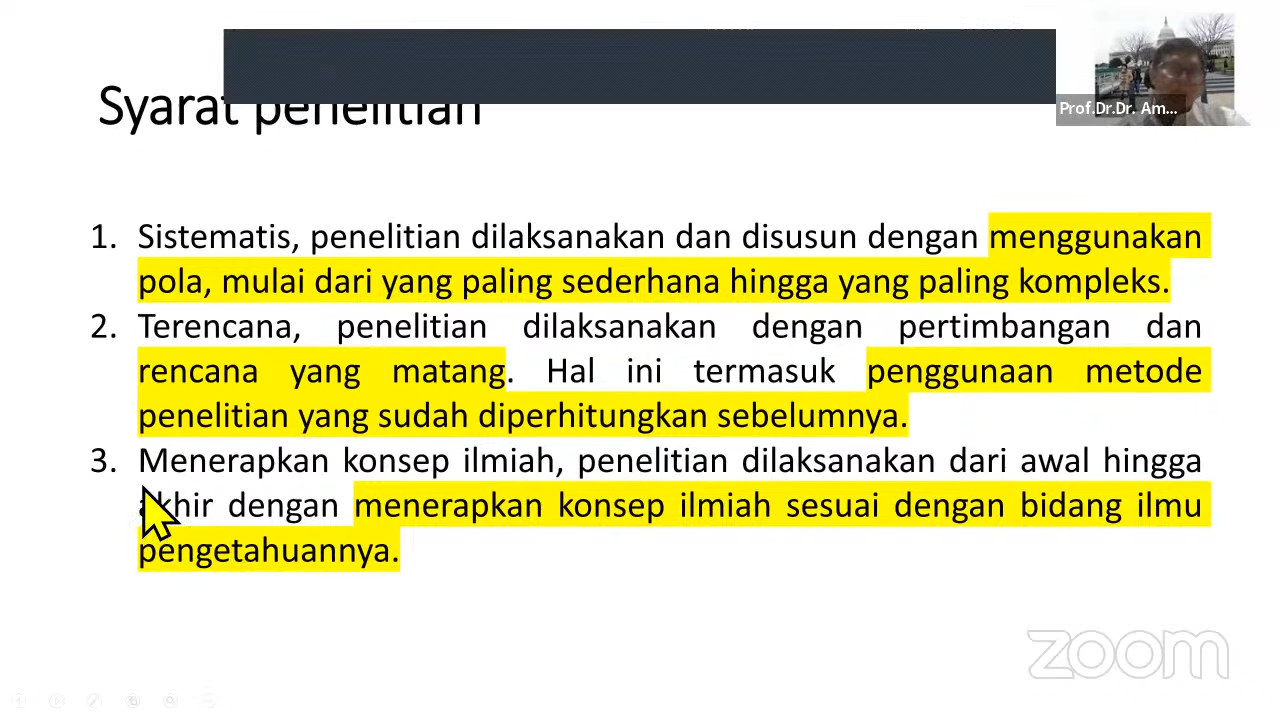 Syarat penelitian
Prof.Dr.Dr. Am...
1. Sistematis, penelitian dilaksanakan dan disusun dengan menggunakan
pola, mulai dari yang paling sederhana hingga yang paling kompleks.
2. Terencana, penelitian dilaksanakan dengan pertimbangan dan
rencana yang matang. Hal ini termasuk penggunaan metode
penelitian yang sudah diperhitungkan sebelumnya.
3. Menerapkan konsep ilmiah, penelitian dilaksanakan dari awal hingga
akhir dengan menerapkan konsep ilmiah sesuai dengan bidang ilmu
pengetahuannya.
zoom